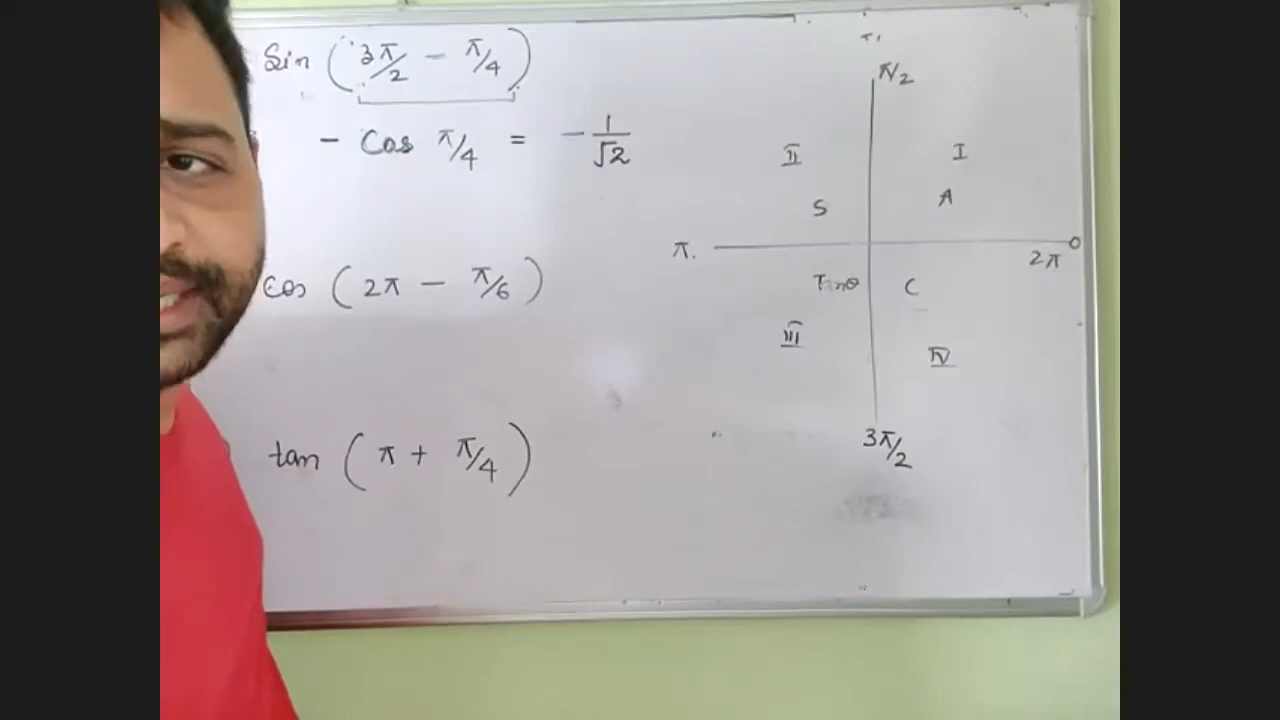 Sin (3π/2 - π/4)
- Cos π/4 = - 1/√2
cos (2π - π/6)
tan (π + π/4)
π/2
II I
S A
π 2π
Tanθ C
III IV
3π/2